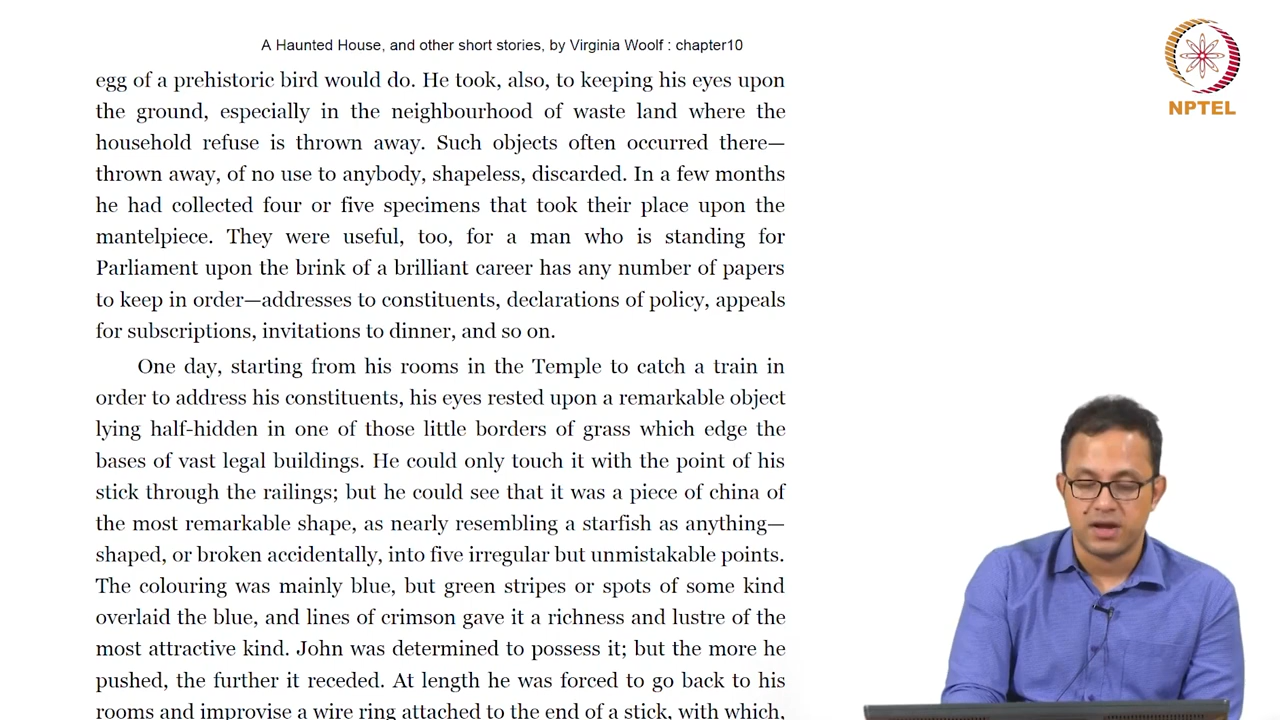 A Haunted House, and other short stories, by Virginia Woolf : chapter10
egg of a prehistoric bird would do. He took, also, to keeping his eyes upon
the ground, especially in the neighbourhood of waste land where the
household refuse is thrown away. Such objects often occurred there—
thrown away, of no use to anybody, shapeless, discarded. In a few months
he had collected four or five specimens that took their place upon the
mantelpiece. They were useful, too, for a man who is standing for
Parliament upon the brink of a brilliant career has any number of papers
to keep in order—addresses to constituents, declarations of policy, appeals
for subscriptions, invitations to dinner, and so on.
One day, starting from his rooms in the Temple to catch a train in
order to address his constituents, his eyes rested upon a remarkable object
lying half-hidden in one of those little borders of grass which edge the
bases of vast legal buildings. He could only touch it with the point of his
stick through the railings; but he could see that it was a piece of china of
the most remarkable shape, as nearly resembling a starfish as anything—
shaped, or broken accidentally, into five irregular but unmistakable points.
The colouring was mainly blue, but green stripes or spots of some kind
overlaid the blue, and lines of crimson gave it a richness and lustre of the
most attractive kind. John was determined to possess it; but the more he
pushed, the further it receded. At length he was forced to go back to his
rooms and improvise a wire ring attached to the end of a stick, with which,
NPTEL